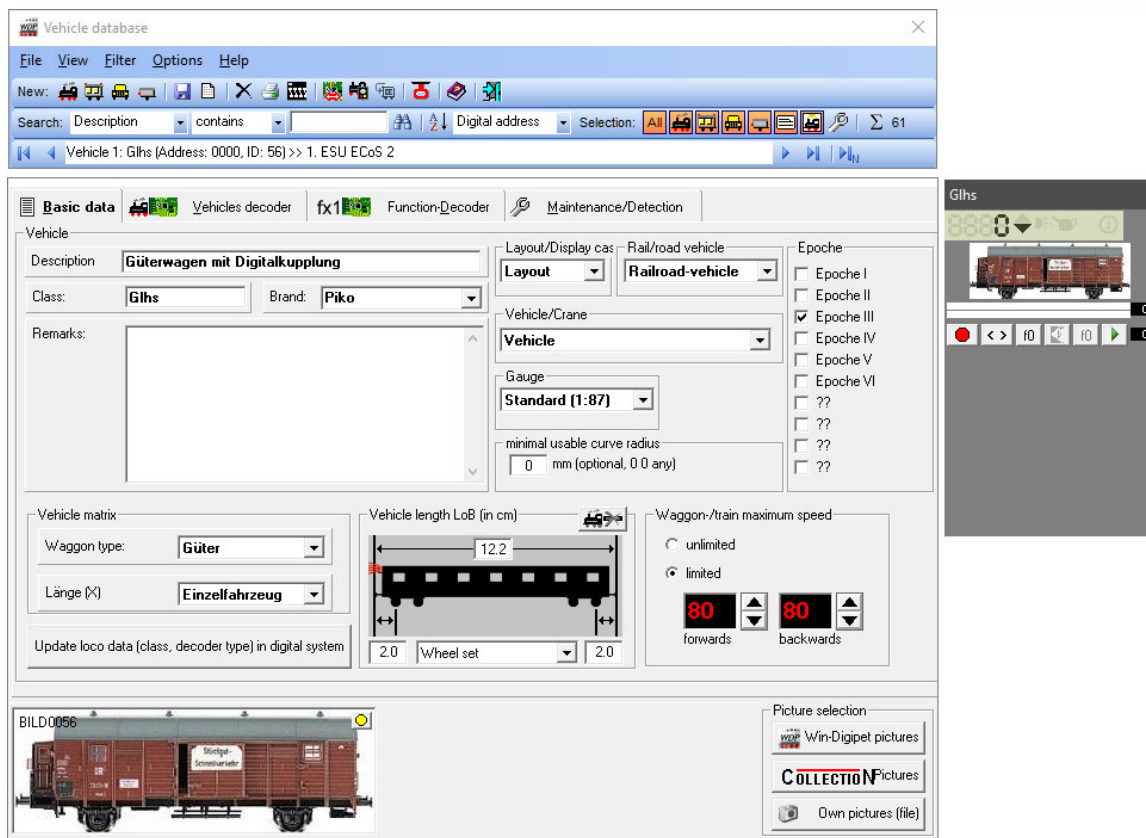 WDP Vehicle database
File View Filter Options Help
New:
Search: Description contains Digital address Selection: All Σ 61
Vehicle 1: Glhs (Address: 0000, ID: 56) >> 1. ESU ECoS 2
N
Basic data Vehicles decoder fx1 Function-Decoder Maintenance/Detection
Vehicle
Description Güterwagen mit Digitalkupplung
Class: Glhs Brand: Piko
Remarks:
Layout/Display cas Rail/road vehicle
Layout Railroad-vehicle
Vehicle/Crane
Vehicle
Gauge
Standard (1:87)
minimal usable curve radius
0 mm (optional, 0 0 any)
Epoche
Epoche I
Epoche II
Epoche III
Epoche IV
Epoche V
Epoche VI
??
??
??
??
Glhs
0
< > f0 f0
Vehicle matrix
Waggon type: Güter
Länge (X) Einzelfahrzeug
Update loco data (class, decoder type) in digital system
Vehicle length LoB (in cm)
12.2
2.0 Wheel set 2.0
Waggon-/train maximum speed
unlimited
limited
80 80
forwards backwards
BILD0056
Stückgut-
Schnellverkehr
Picture selection
WDP Win-Digipet pictures
COLLECTION Pictures
Own pictures (file)